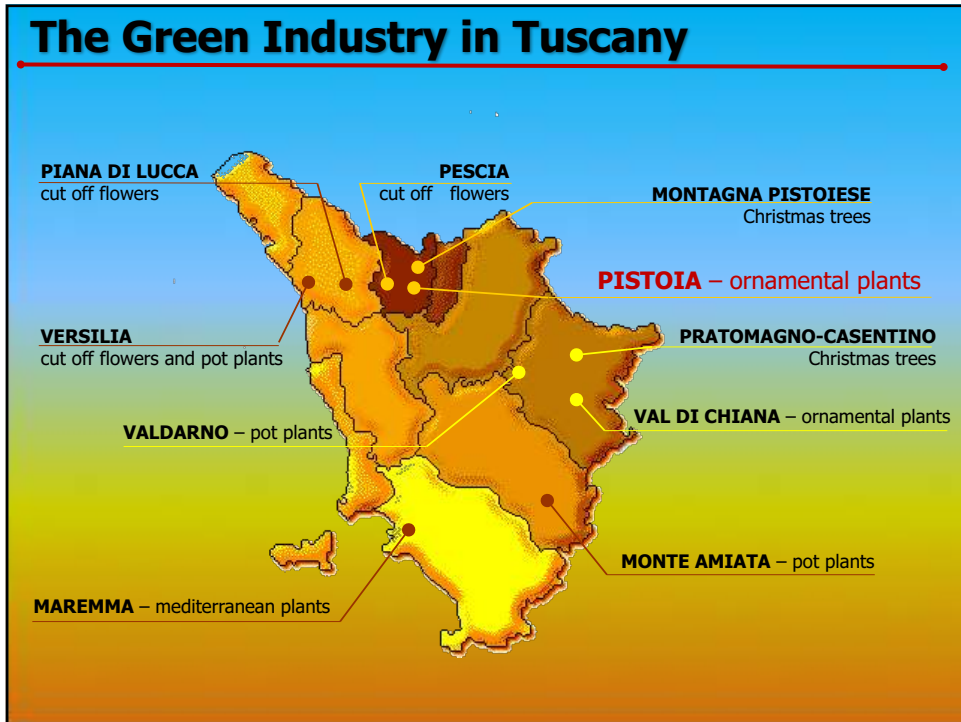 The Green Industry in Tuscany
PIANA DI LUCCA
cut off flowers
PESCIA
cut off flowers
MONTAGNA PISTOIESE
Christmas trees
PISTOIA – ornamental plants
VERSILIA
cut off flowers and pot plants
PRATOMAGNO-CASENTINO
Christmas trees
VALDARNO – pot plants
VAL DI CHIANA – ornamental plants
MONTE AMIATA – pot plants
MAREMMA – mediterranean plants